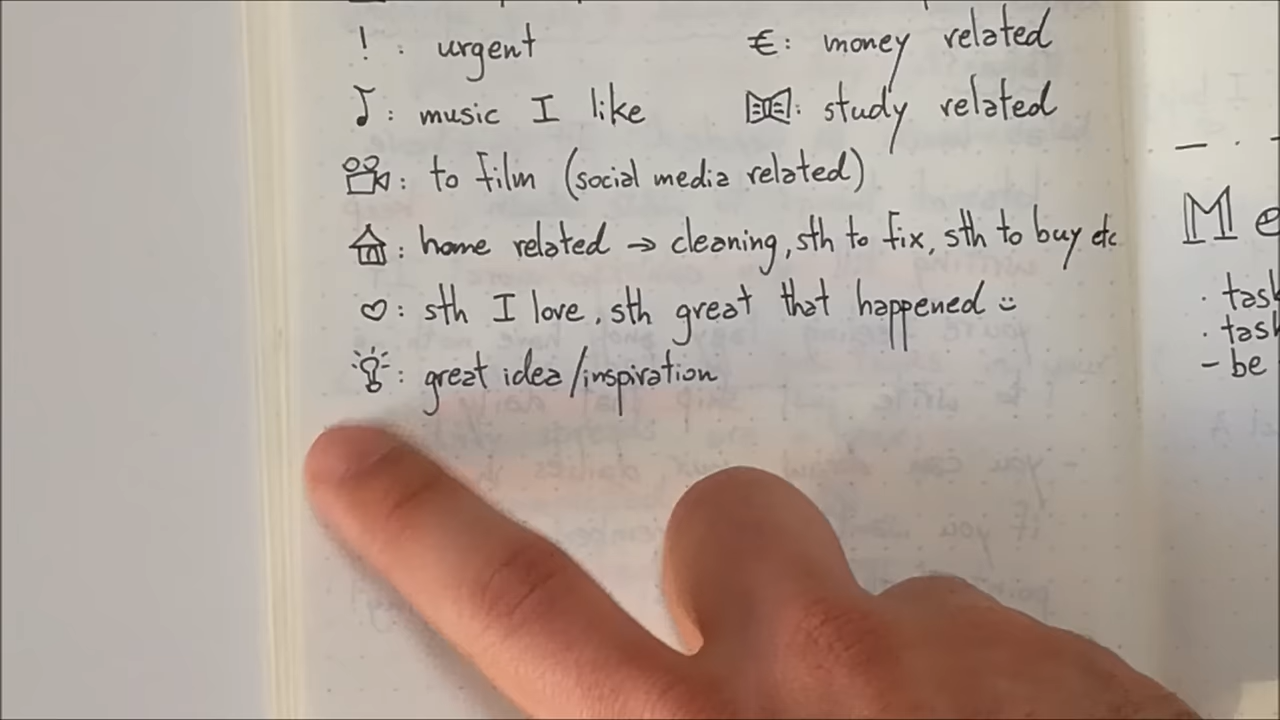 ! : urgent €: money related
♪: music I like 📖: study related
🎥: to film (social media related)
🏠: home related → cleaning, sth to fix, sth to buy etc
♡: sth I love, sth great that happened :)
💡: great idea/inspiration
Me
· task
· task
- be